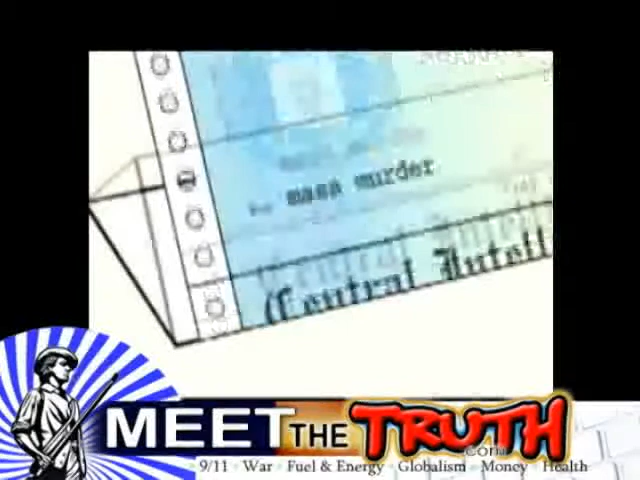 mass murder
Central Intell
MEET THE TRUTH
.com
9/11 · War · Fuel & Energy · Globalism · Money · Health